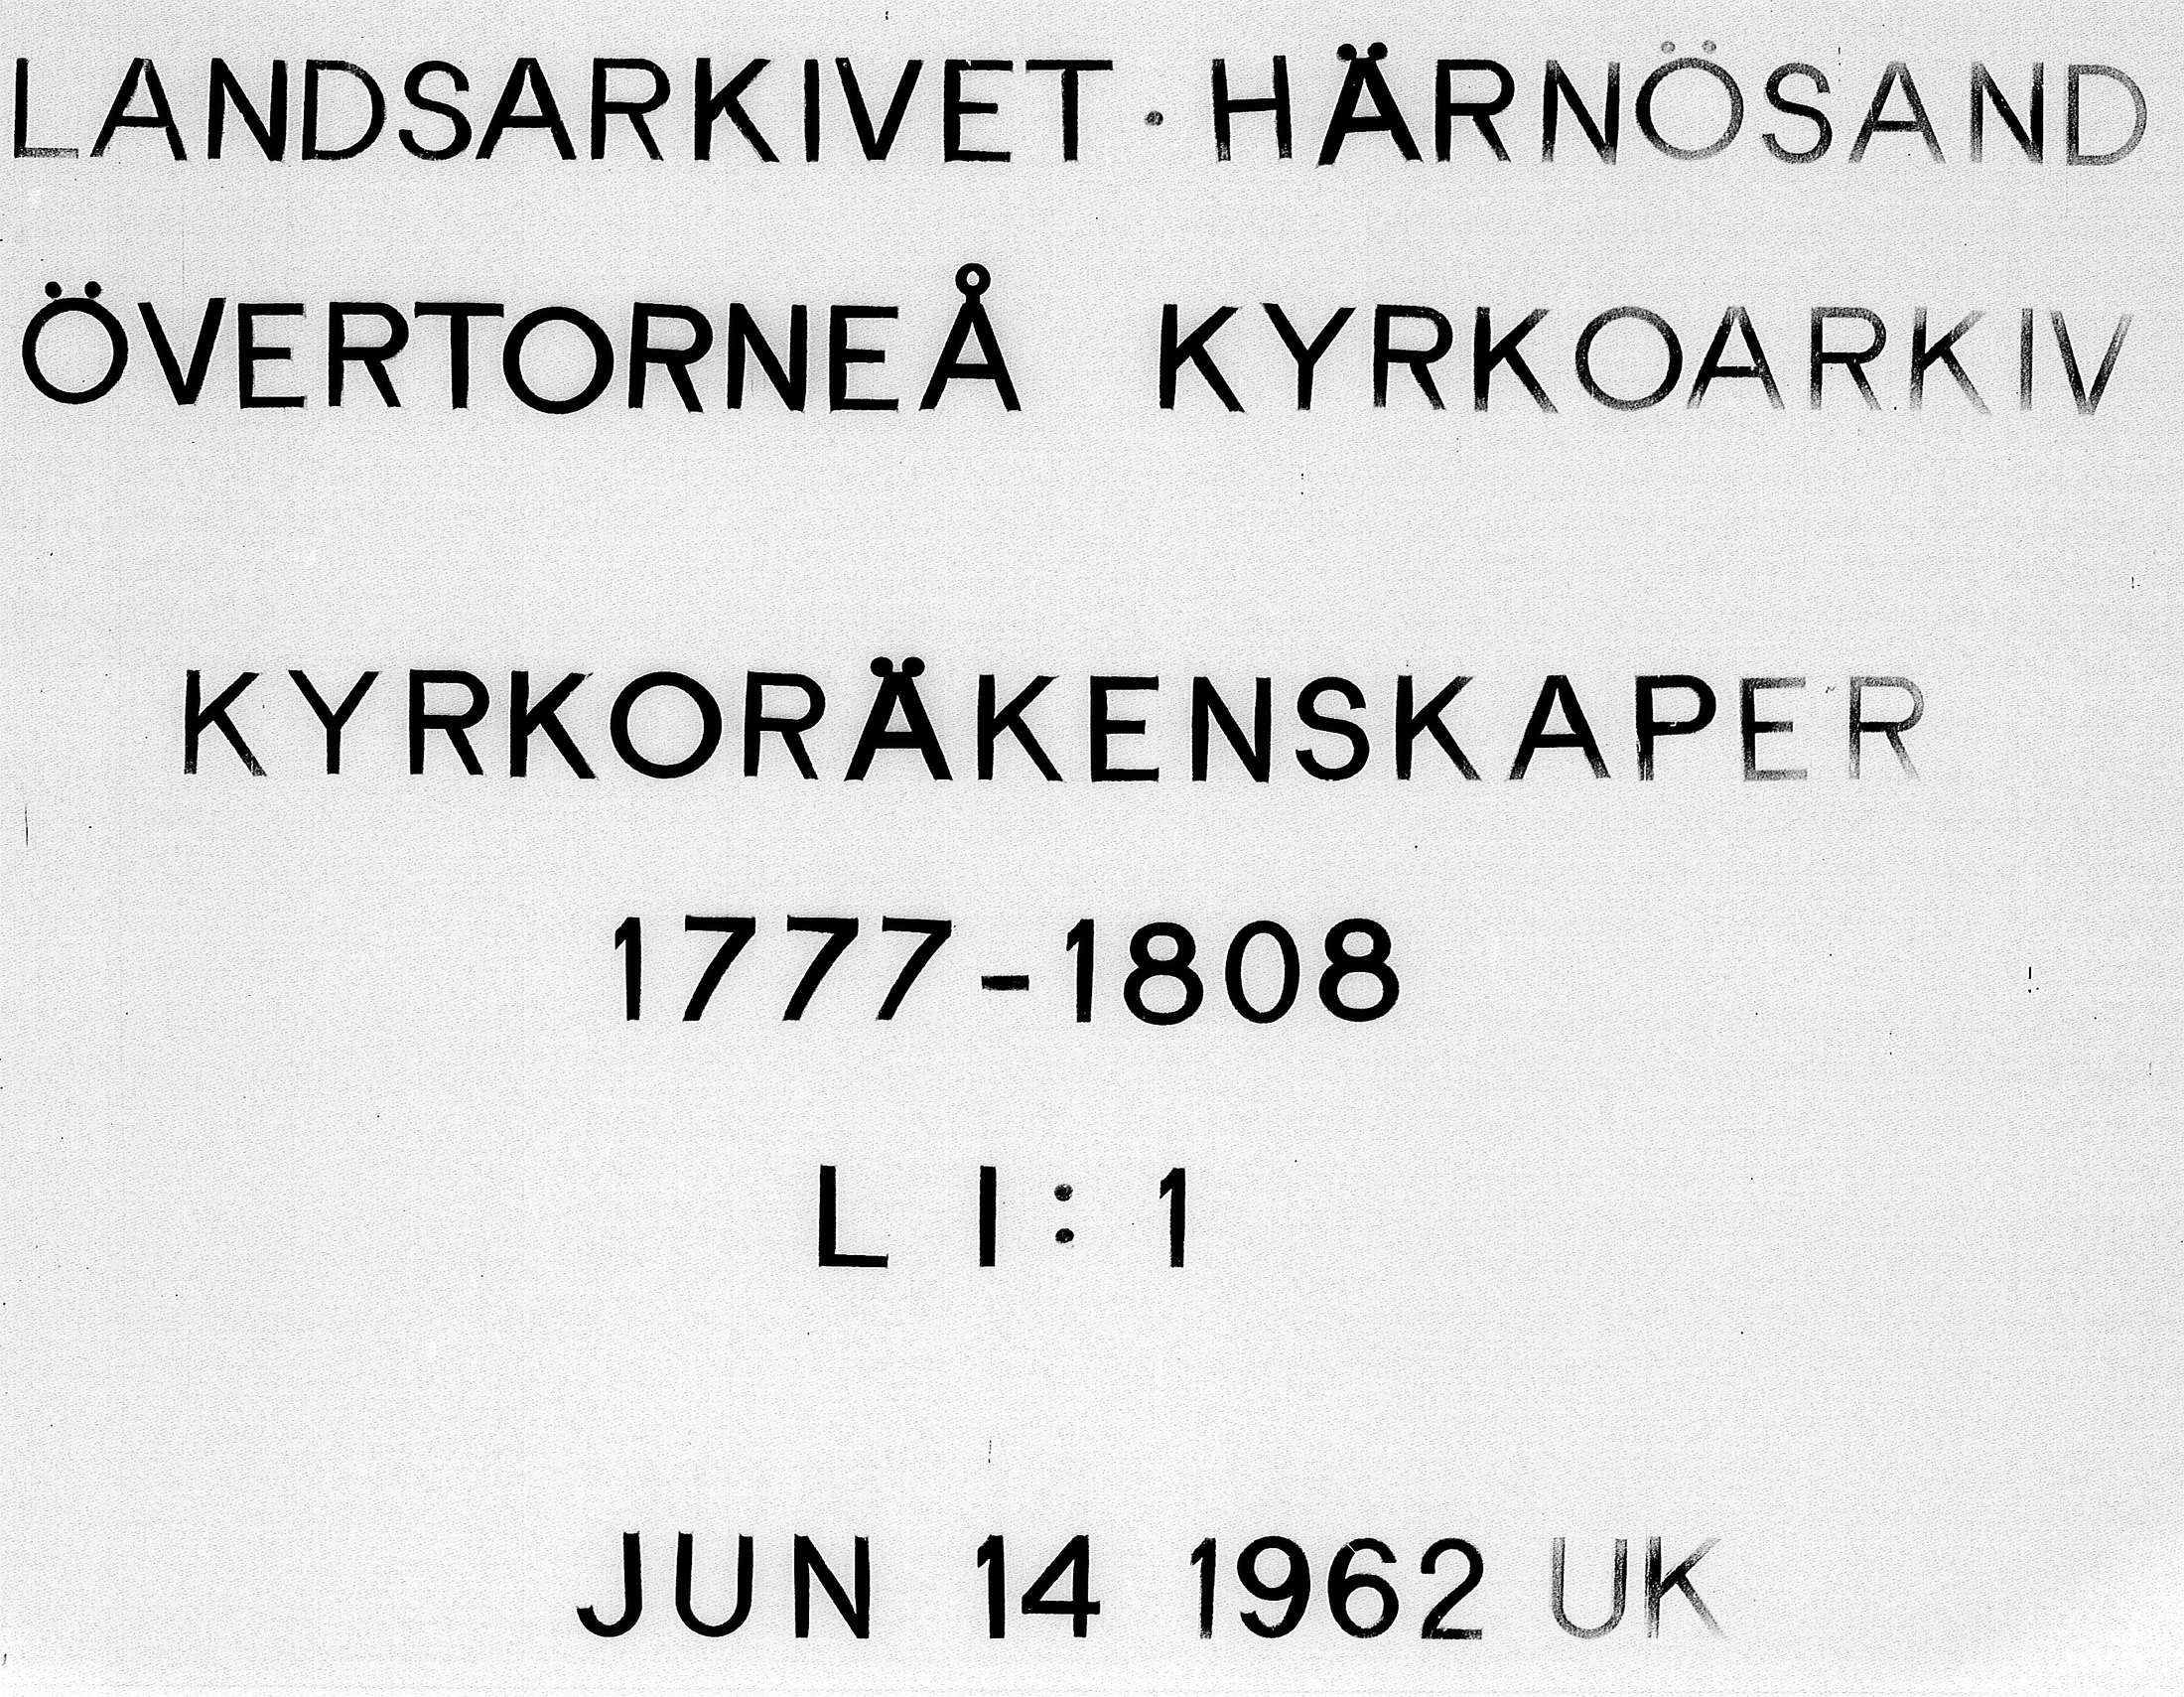 LANDSARKIVET · HÄRNÖSAND
ÖVERTORNEÅ KYRKOARKIV
KYRKORÄKENSKAPER
1777-1808
L I: 1
JUN 14 1962 UK